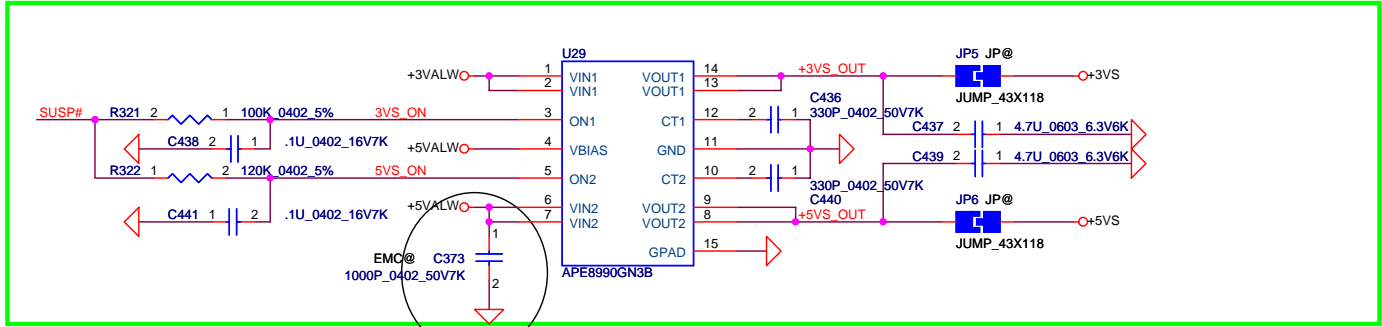 U29
JP5 JP@
+3VALW
1 VIN1 VOUT1 14
+3VS_OUT
+3VS
2 VIN1 VOUT1 13
JUMP_43X118
C436
330P_0402_50V7K
SUSP#
R321 2 1 100K_0402_5%
3VS_ON
3 ON1 CT1 12
2 1
C437 2 1 4.7U_0603_6.3V6K
C438 2 1 .1U_0402_16V7K
+5VALW
4 VBIAS GND 11
C439 2 1 4.7U_0603_6.3V6K
R322 1 2 120K_0402_5%
5VS_ON
5 ON2 CT2 10
2 1
330P_0402_50V7K
C440
+5VALW
6 VIN2 VOUT2 9
JP6 JP@
C441 1 2 .1U_0402_16V7K
7 VIN2 VOUT2 8
+5VS_OUT
+5VS
1
JUMP_43X118
GPAD 15
EMC@ C373
1000P_0402_50V7K
2
APE8990GN3B